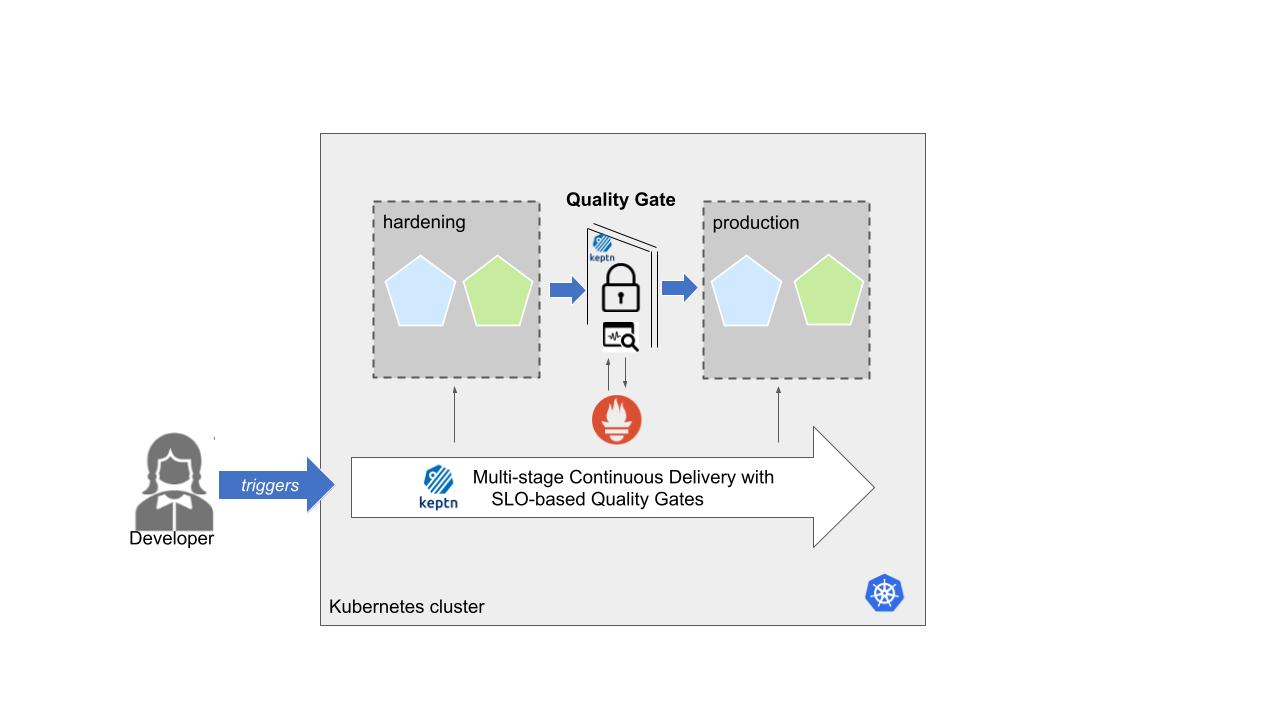 Quality Gate
hardening
production
keptn
triggers
keptn
Multi-stage Continuous Delivery with
SLO-based Quality Gates
Developer
Kubernetes cluster